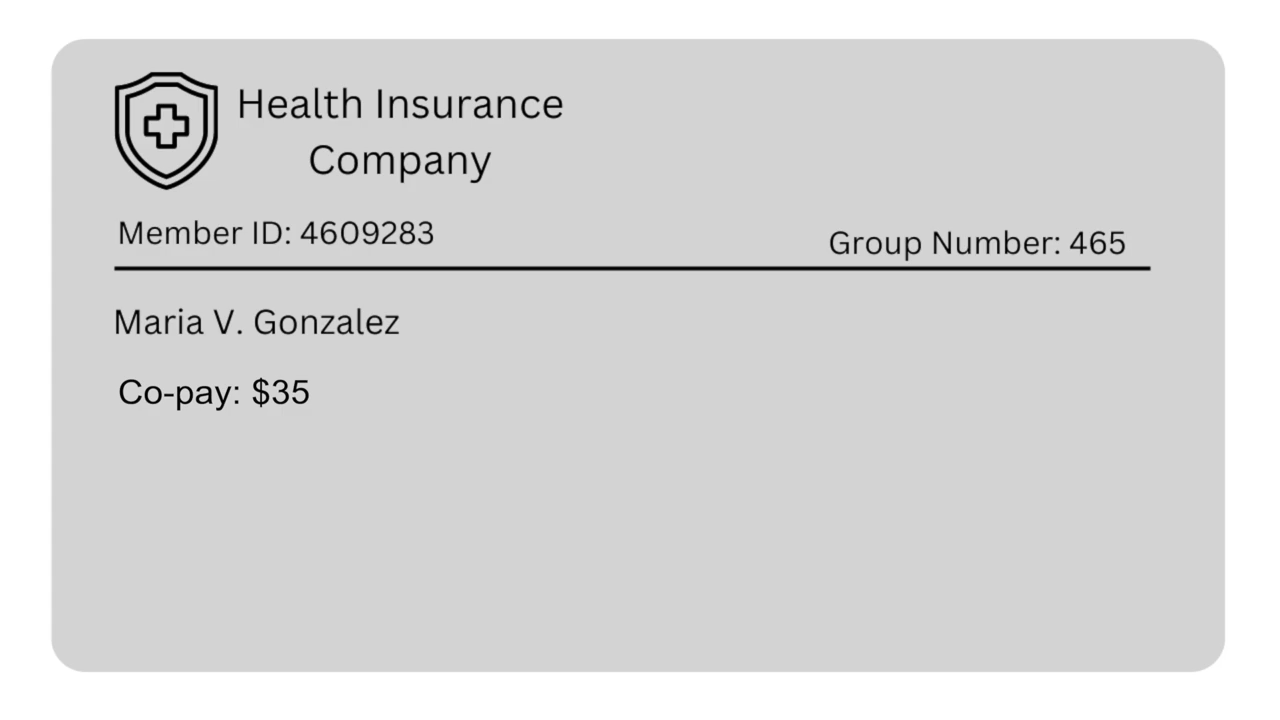 Health Insurance
Company
Member ID: 4609283
Group Number: 465
Maria V. Gonzalez
Co-pay: $35